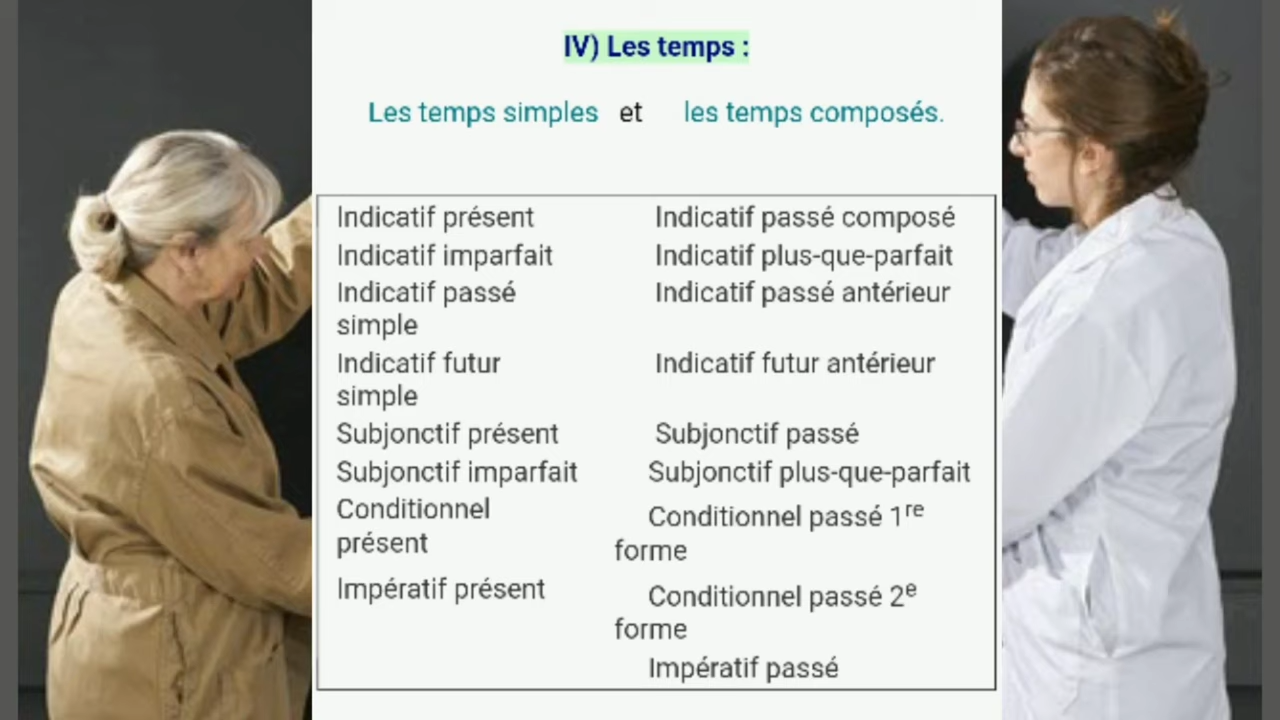 IV) Les temps :
Les temps simples et les temps composés.
Indicatif présent Indicatif passé composé
Indicatif imparfait Indicatif plus-que-parfait
Indicatif passé Indicatif passé antérieur
simple
Indicatif futur Indicatif futur antérieur
simple
Subjonctif présent Subjonctif passé
Subjonctif imparfait Subjonctif plus-que-parfait
Conditionnel Conditionnel passé 1re
présent forme
Impératif présent Conditionnel passé 2e
forme
Impératif passé